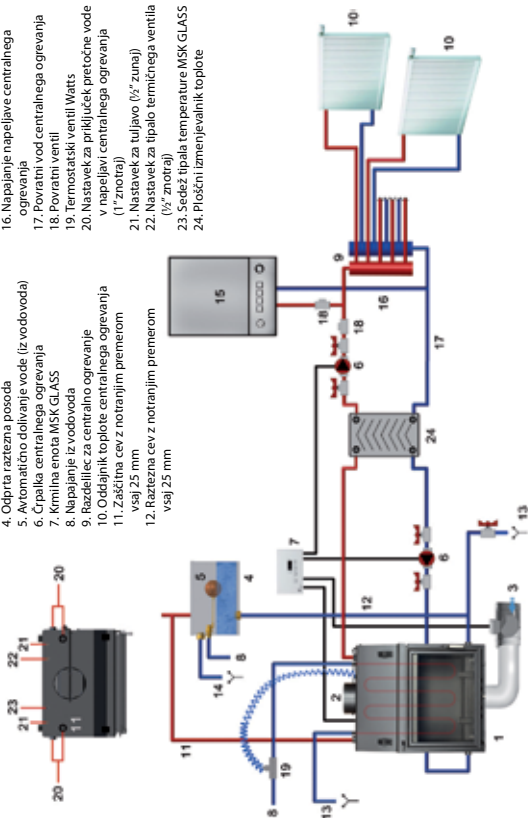 4. Odprta raztezna posoda
5. Avtomatično dolivanje vode (iz vodovoda)
6. Črpalka centralnega ogrevanja
7. Krmilna enota MSK GLASS
8. Napajanje iz vodovoda
9. Razdelilec za centralno ogrevanje
10. Oddajnik toplote centralnega ogrevanja
11. Zaščitna cev z notranjim premerom
vsaj 25 mm
12. Raztezna cev z notranjim premerom
vsaj 25 mm
16. Napajanje napeljave centralnega
ogrevanja
17. Povratni vod centralnega ogrevanja
18. Povratni ventil
19. Termostatski ventil Watts
20. Nastavek za priključek pretočne vode
v napeljavi centralnega ogrevanja
(1” znotraj)
21. Nastavek za tuljavo (½” zunaj)
22. Nastavek za tipalo termičnega ventila
(½” znotraj)
23. Sedež tipala temperature MSK GLASS
24. Ploščni izmenjevalnik toplote
20
21
22
23
21
11
20
10
10
9
15
18
18
16
17
6
24
7
5
4
8
14
12
6
13
3
11
2
19
8
13
1